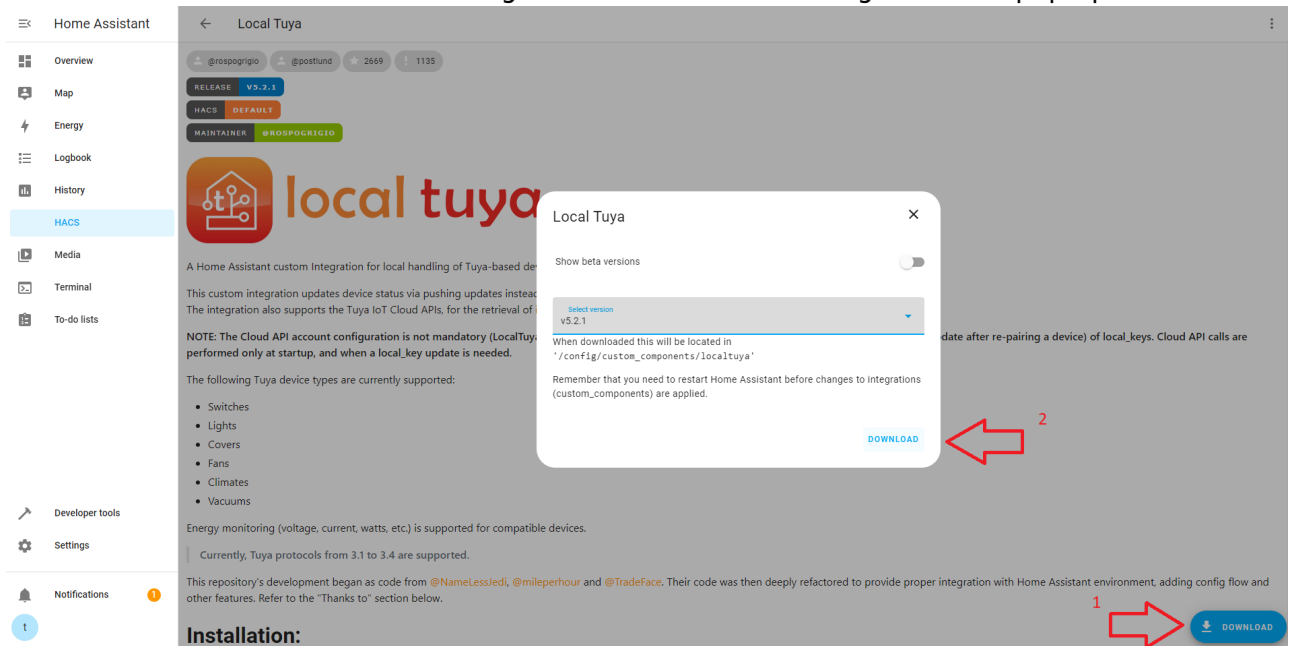 Home Assistant
Local Tuya
Overview
Map
Energy
Logbook
History
HACS
Media
Terminal
To-do lists
Developer tools
Settings
Notifications
1
t
@rospogrigio
@postlund
2669
1135
RELEASE V5.2.1
HACS DEFAULT
MAINTAINER @ROSPOGRIGIO
local tuya
A Home Assistant custom Integration for local handling of Tuya-based de
This custom integration updates device status via pushing updates instead
The integration also supports the Tuya IoT Cloud APIs, for the retrieval of
NOTE: The Cloud API account configuration is not mandatory (LocalTuya date after re-pairing a device) of local_keys. Cloud API calls are
performed only at startup, and when a local_key update is needed.
The following Tuya device types are currently supported:
• Switches
• Lights
• Covers
• Fans
• Climates
• Vacuums
Energy monitoring (voltage, current, watts, etc.) is supported for compatible devices.
Currently, Tuya protocols from 3.1 to 3.4 are supported.
This repository's development began as code from @NameLessJedi, @mileperhour and @TradeFace. Their code was then deeply refactored to provide proper integration with Home Assistant environment, adding config flow and
other features. Refer to the "Thanks to" section below.
Installation:
Local Tuya
Show beta versions
Select version
v5.2.1
When downloaded this will be located in
'/config/custom_components/localtuya'
Remember that you need to restart Home Assistant before changes to integrations
(custom_components) are applied.
DOWNLOAD
2
1
DOWNLOAD